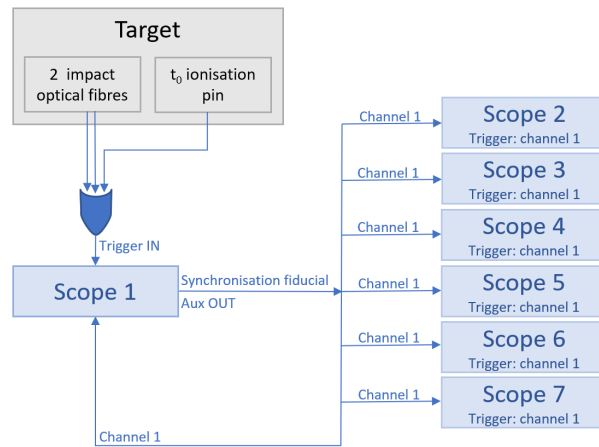 Target
2 impact
optical fibres
t₀ ionisation
pin
Trigger IN
Scope 1
Synchronisation fiducial
Aux OUT
Channel 1
Channel 1
Scope 2
Trigger: channel 1
Channel 1
Scope 3
Trigger: channel 1
Channel 1
Scope 4
Trigger: channel 1
Channel 1
Scope 5
Trigger: channel 1
Channel 1
Scope 6
Trigger: channel 1
Channel 1
Scope 7
Trigger: channel 1